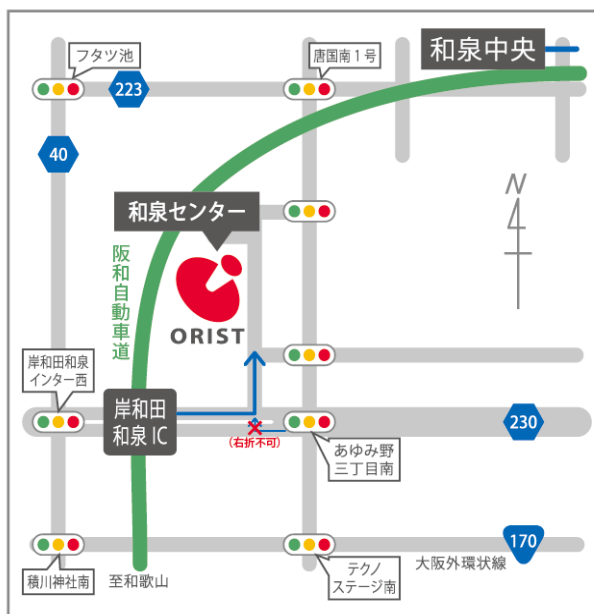 和泉中央
フタツ池
唐国南1号
223
40
N
和泉センター
阪和自動車道
ORIST
岸和田和泉
インター西
岸和田
和泉IC
(右折不可)
あゆみ野
三丁目南
230
170
大阪外環状線
積川神社南
至和歌山
テクノ
ステージ南